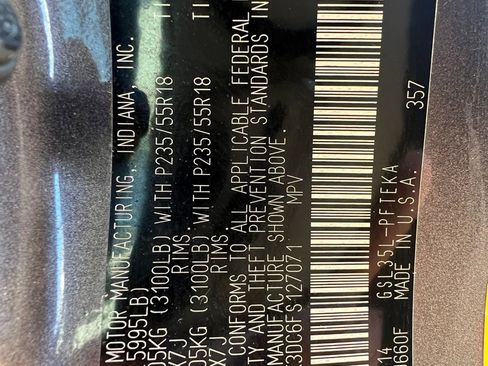 MOTOR MANUFACTURING, INDIANA, INC.
5995LB)
05KG (3100LB) WITH P235/55R18 TI
X7J RIMS,
05KG (3100LB) WITH P235/55R18 TI
X7J RIMS,
CONFORMS TO ALL APPLICABLE FEDERAL
TY AND THEFT PREVENTION STANDARDS IN
MANUFACTURE SHOWN ABOVE.
3DC6FS127071 MPV
357
14 GSL35L-PFTEKA
660F MADE IN U.S.A.